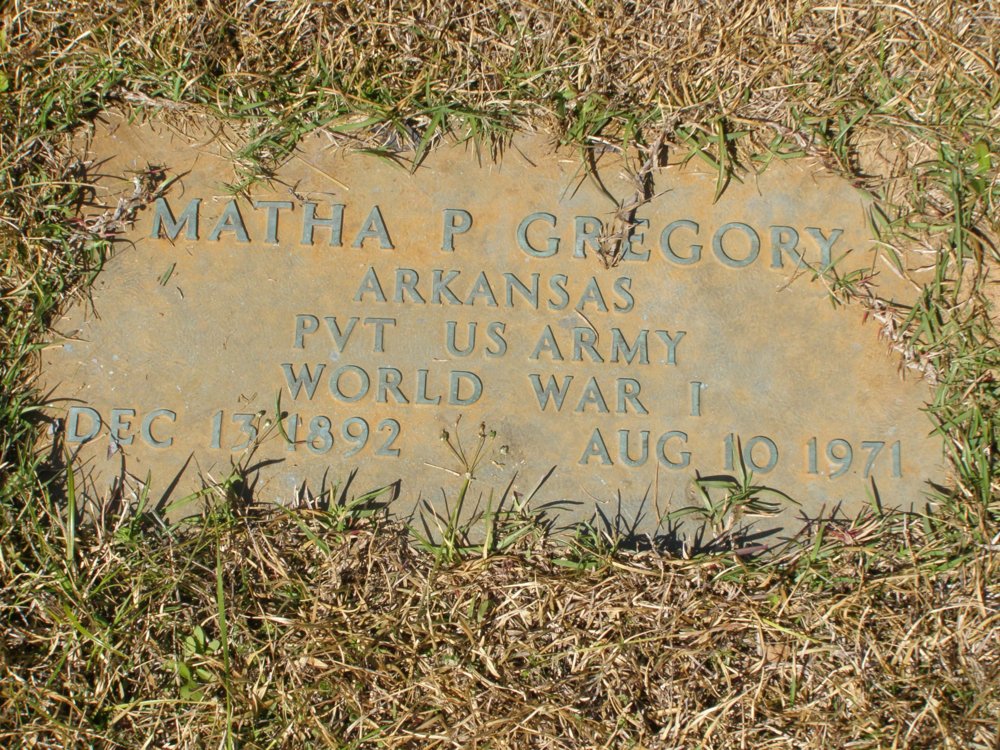 MATHA P GREGORY
ARKANSAS
PVT US ARMY
WORLD WAR I
DEC 13 1892 AUG 10 1971